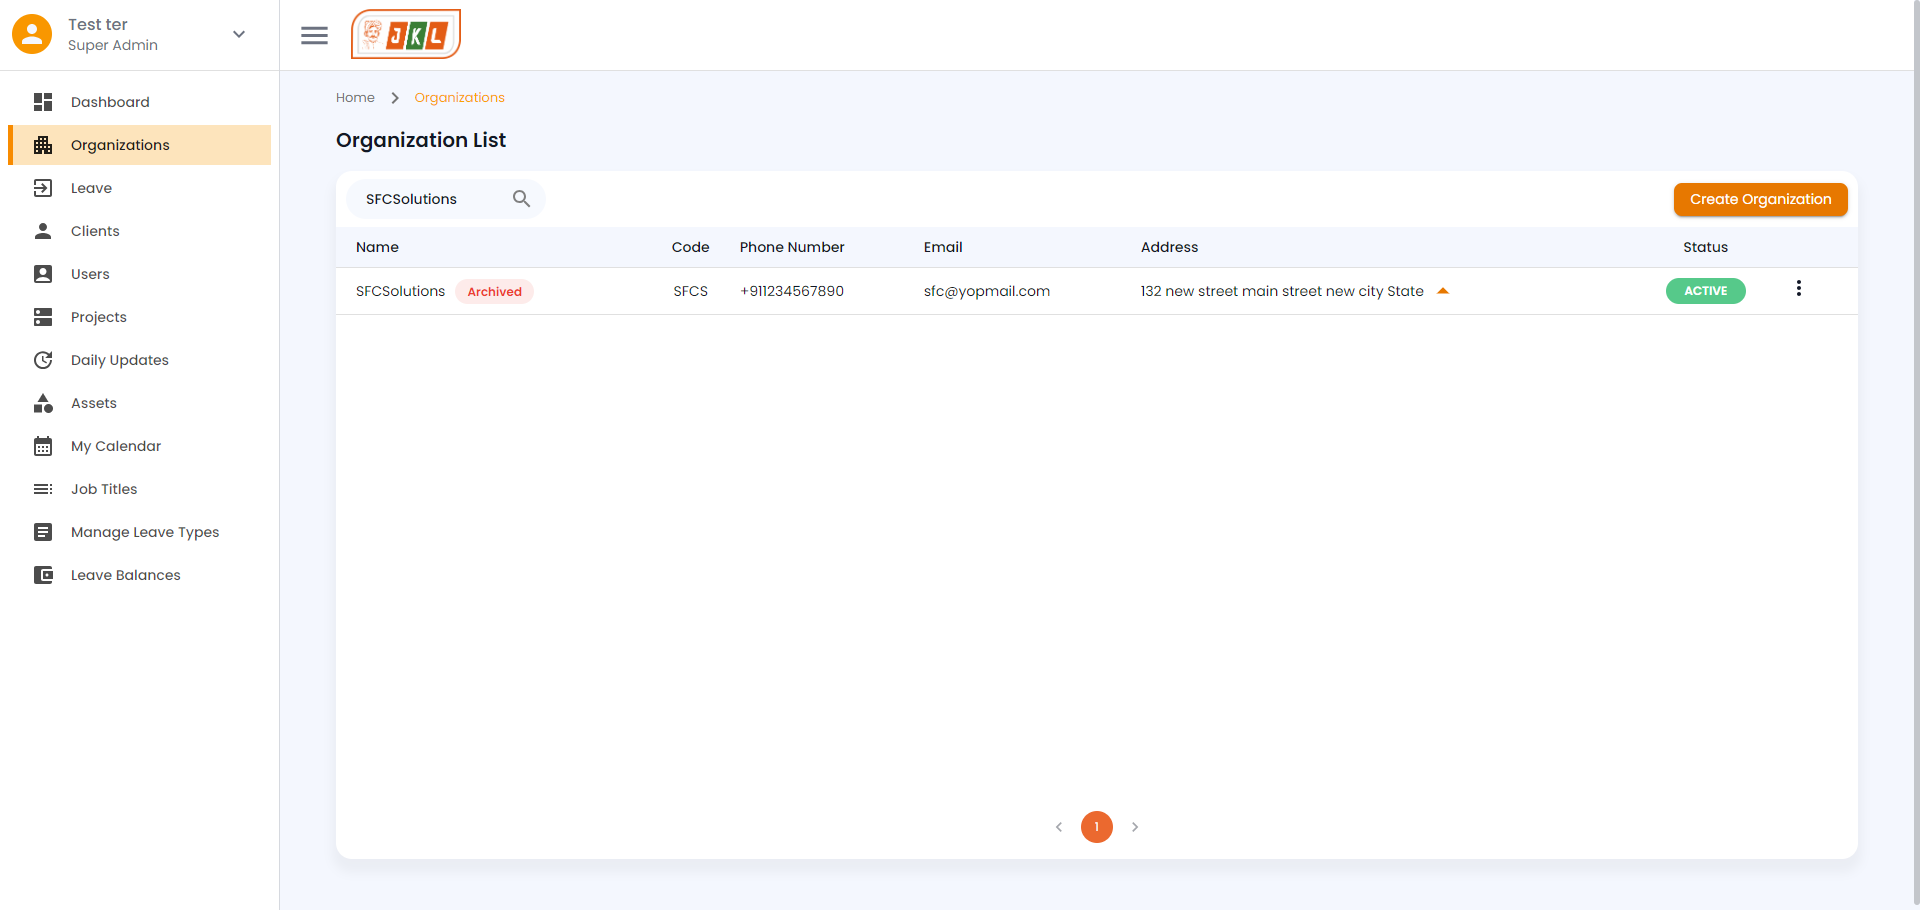 Test ter
Super Admin
JKL
Dashboard
Organizations
Leave
Clients
Users
Projects
Daily Updates
Assets
My Calendar
Job Titles
Manage Leave Types
Leave Balances
Home Organizations
Organization List
SFCSolutions Create Organization
Name Code Phone Number Email Address Status
SFCSolutions Archived SFCS +911234567890 sfc@yopmail.com 132 new street main street new city State ACTIVE
1